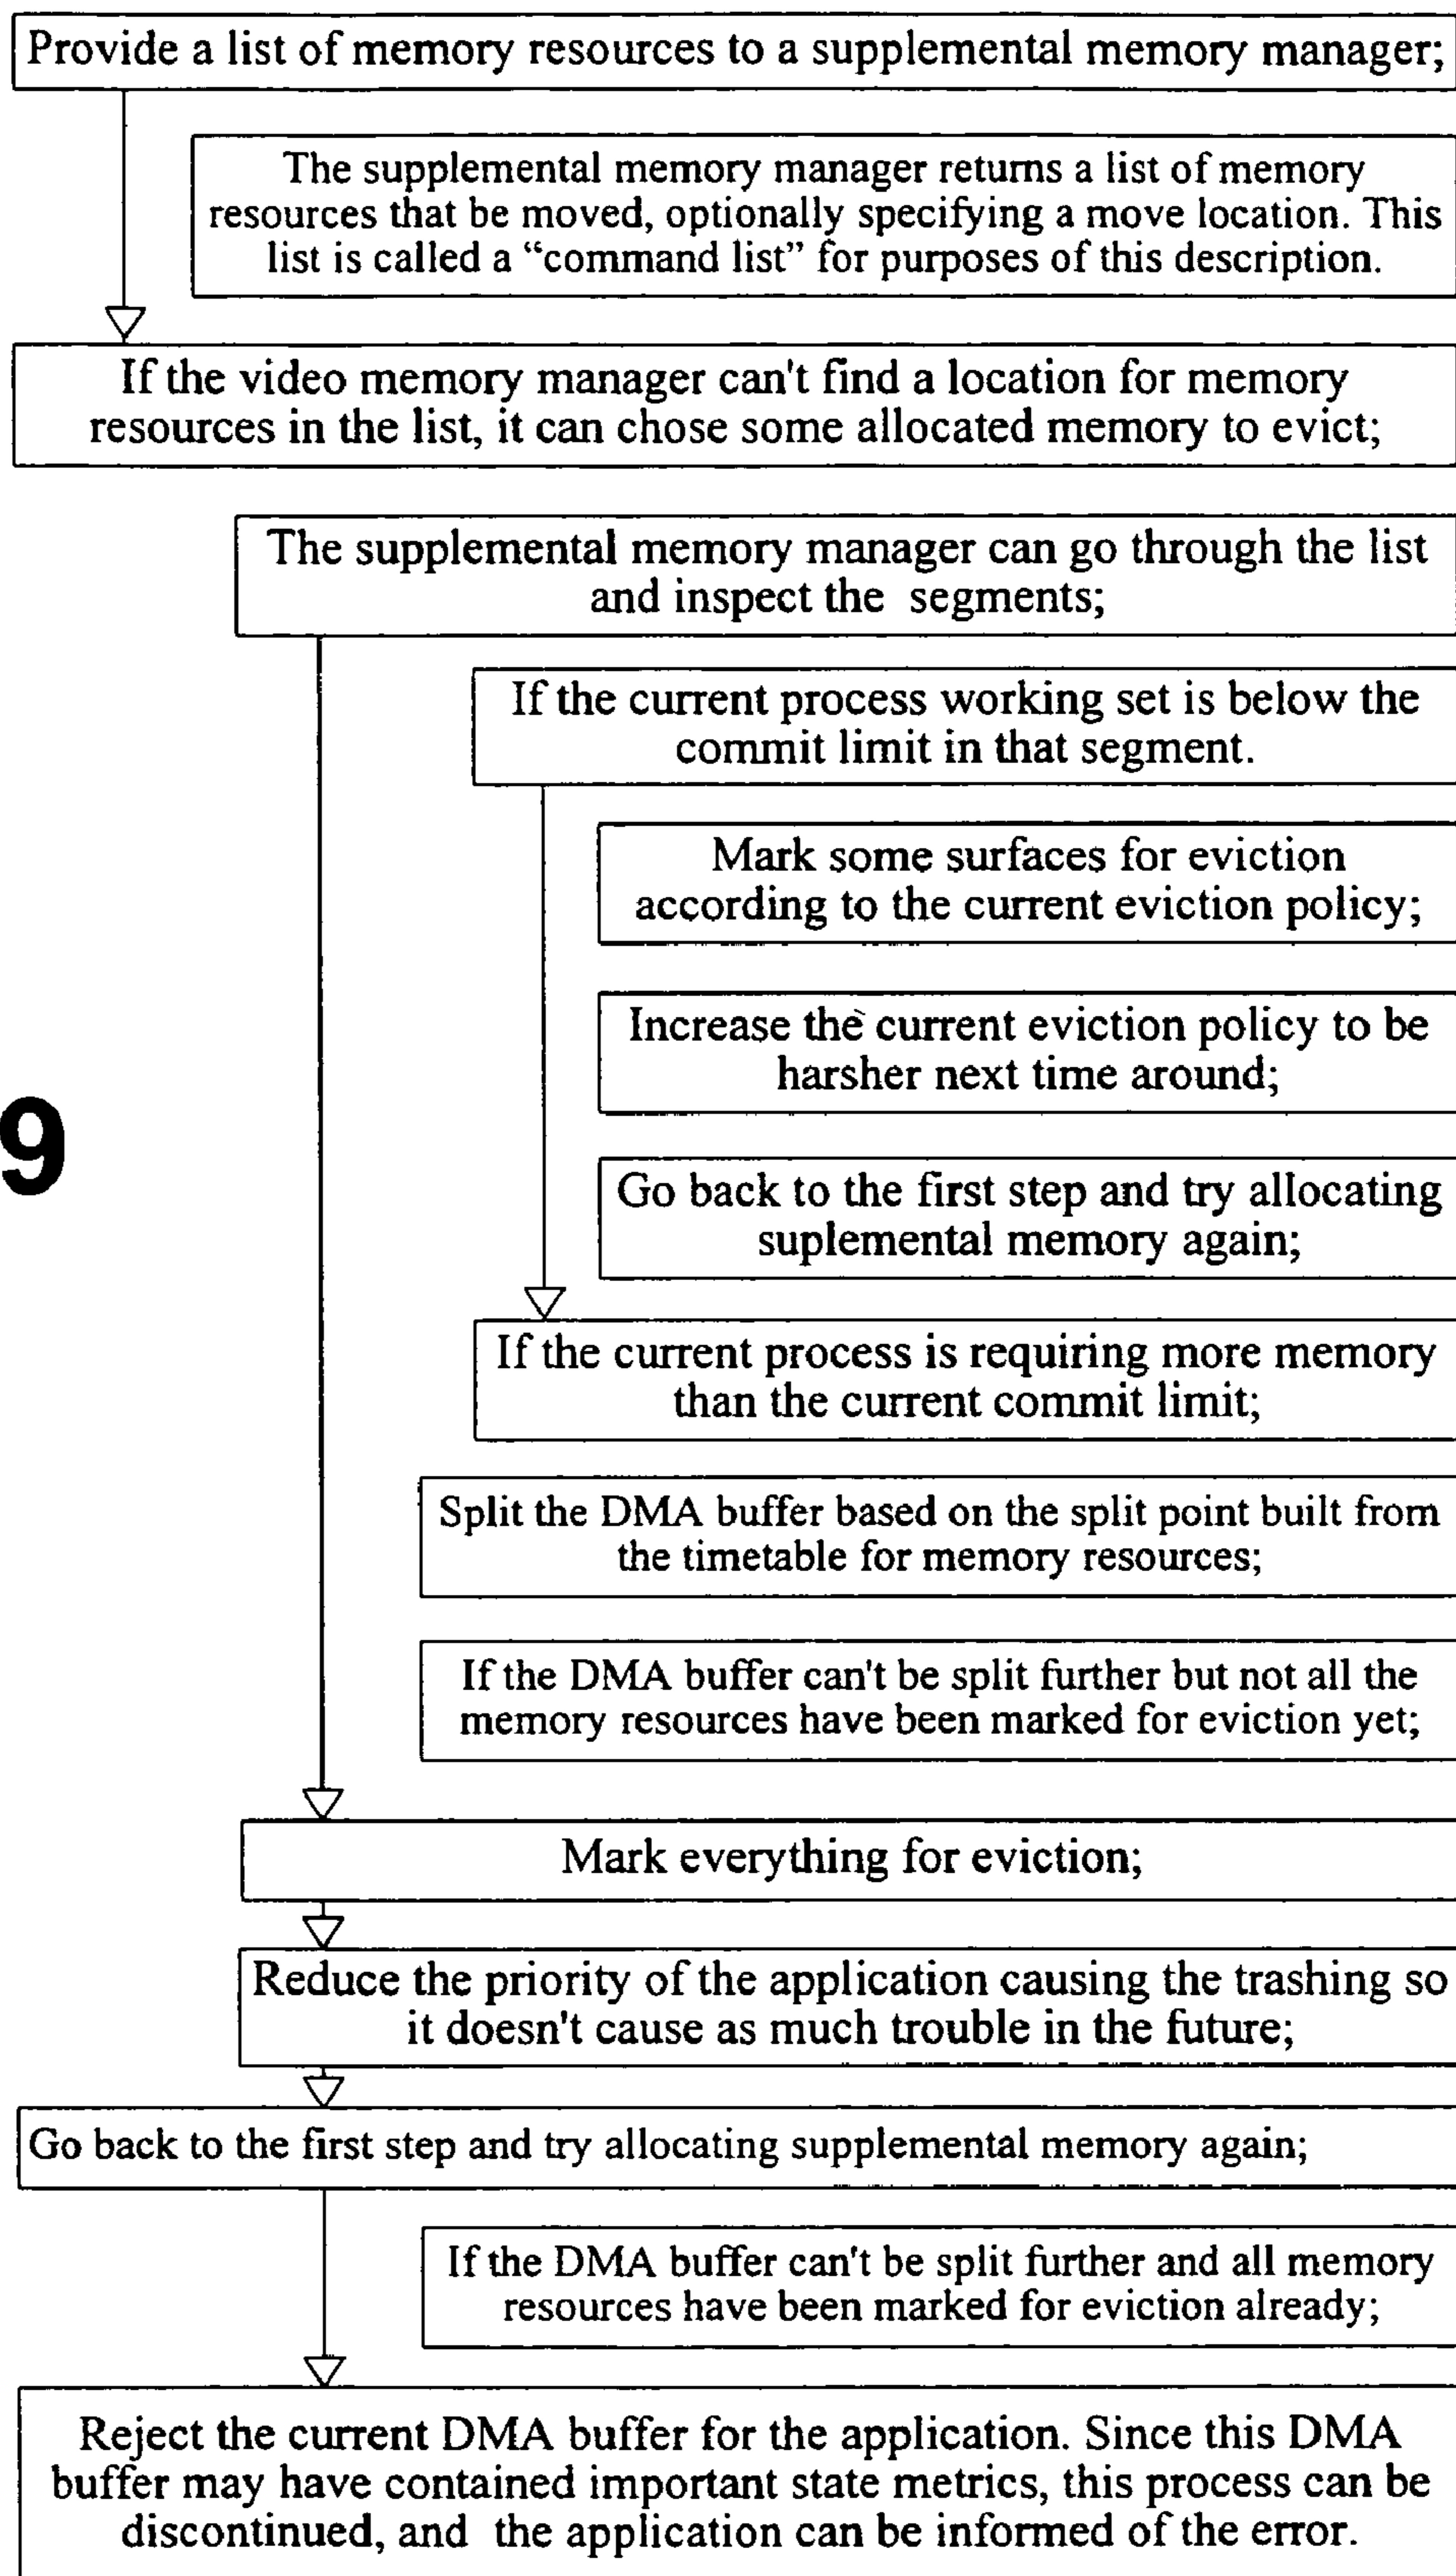 Provide a list of memory resources to a supplemental memory manager;
The supplemental memory manager returns a list of memory
resources that be moved, optionally specifying a move location. This
list is called a “command list” for purposes of this description.
If the video memory manager can't find a location for memory
resources in the list, it can chose some allocated memory to evict;
The supplemental memory manager can go through the list
and inspect the segments;
If the current process working set is below the
commit limit in that segment.
Mark some surfaces for eviction
according to the current eviction policy;
Increase the current eviction policy to be
harsher next time around;
9
Go back to the first step and try allocating
suplemental memory again;
If the current process is requiring more memory
than the current commit limit;
Split the DMA buffer based on the split point built from
the timetable for memory resources;
If the DMA buffer can't be split further but not all the
memory resources have been marked for eviction yet;
Mark everything for eviction;
Reduce the priority of the application causing the trashing so
it doesn't cause as much trouble in the future;
Go back to the first step and try allocating supplemental memory again;
If the DMA buffer can't be split further and all memory
resources have been marked for eviction already;
Reject the current DMA buffer for the application. Since this DMA
buffer may have contained important state metrics, this process can be
discontinued, and the application can be informed of the error.